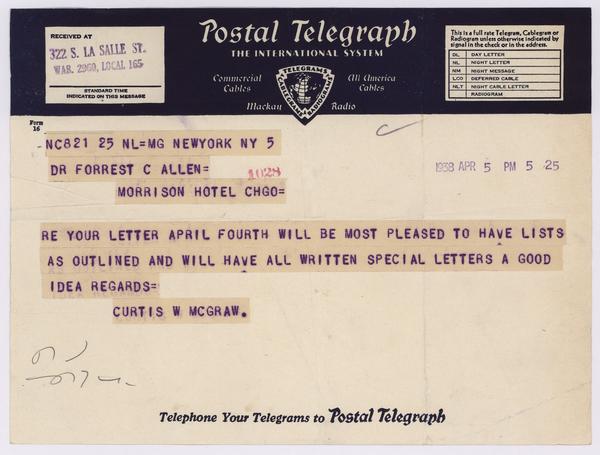 Postal Telegraph
THE INTERNATIONAL SYSTEM
Commercial Cables
All America Cables
Mackay Radio
TELEGRAMS
CABLEGRAMS
RADIOGRAMS
RECEIVED AT
322 S. LA SALLE ST.
WAB. 2960, LOCAL 165
STANDARD TIME
INDICATED ON THIS MESSAGE
This is a full rate Telegram, Cablegram or
Radiogram unless otherwise indicated by
signal in the check or in the address.
DL DAY LETTER
NL NIGHT LETTER
NM NIGHT MESSAGE
LCO DEFERRED CABLE
NLT NIGHT CABLE LETTER
RADIOGRAM
Form
16
NC821 25 NL=MG NEWYORK NY 5
DR FORREST C ALLEN=
1028
1938 APR 5 PM 5 25
MORRISON HOTEL CHGO=
RE YOUR LETTER APRIL FOURTH WILL BE MOST PLEASED TO HAVE LISTS
AS OUTLINED AND WILL HAVE ALL WRITTEN SPECIAL LETTERS A GOOD
IDEA REGARDS=
CURTIS W MCGRAW.
Telephone Your Telegrams to Postal Telegraph